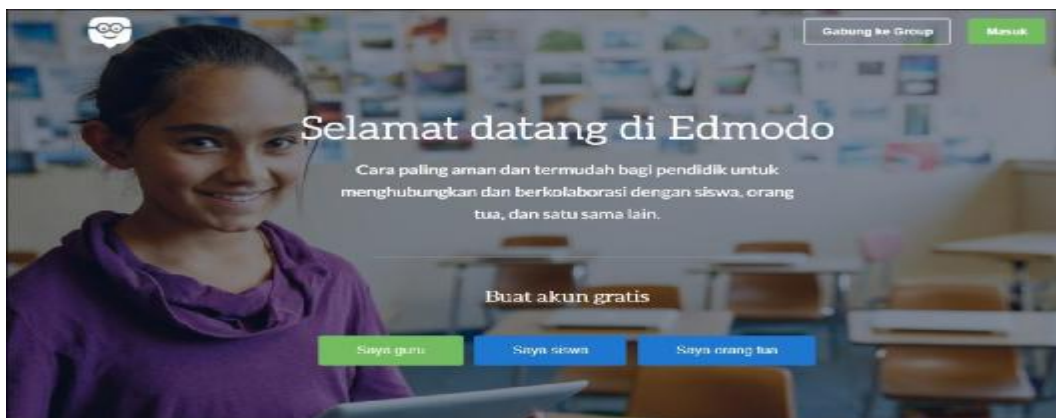 Gabung ke Group
Masuk
Selamat datang di Edmodo
Cara paling aman dan termudah bagi pendidik untuk
menghubungkan dan berkolaborasi dengan siswa, orang
tua, dan satu sama lain.
Buat akun gratis
Saya guru
Saya siswa
Saya orang tua